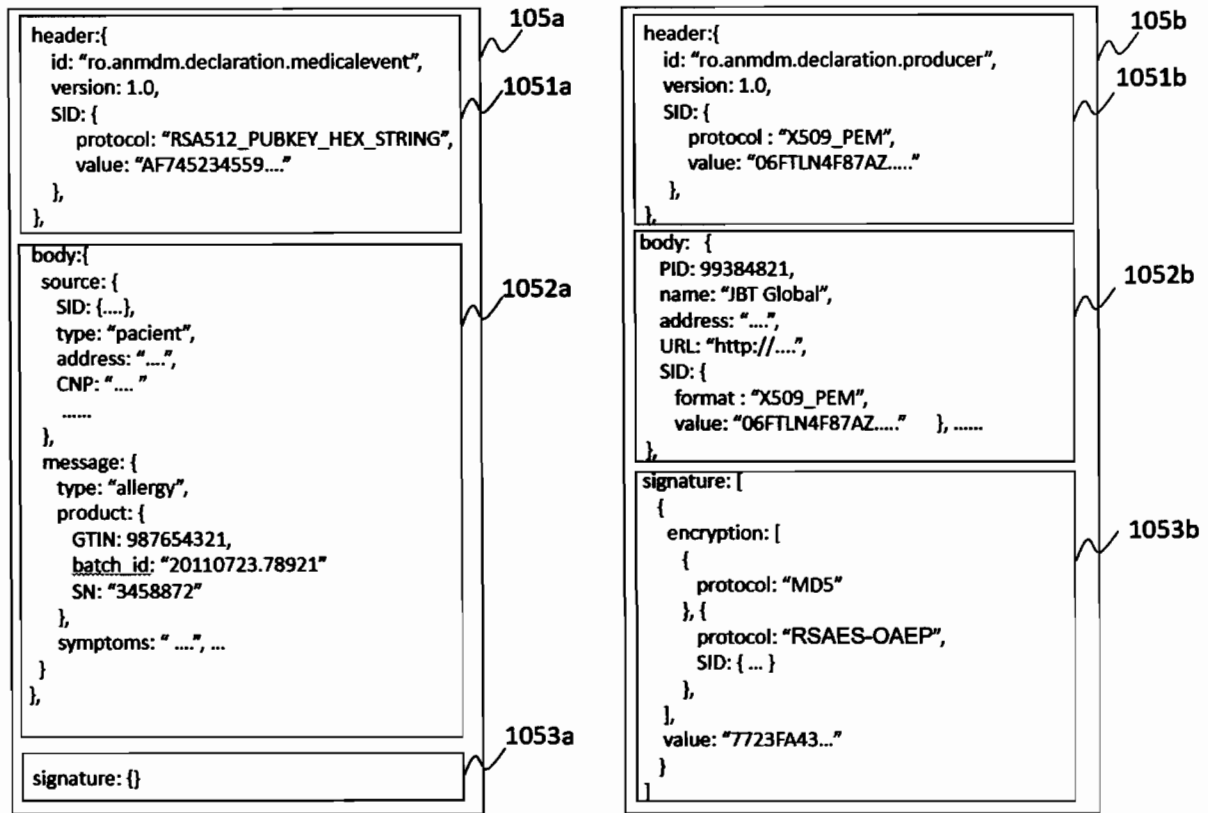 105a
header:{
id: “ro.anmdm.declaration.medicalevent”,
version: 1.0,
1051a
SID: {
protocol: “RSA512_PUBKEY_HEX_STRING”,
value: “AF745234559....”
},
},
body:{
source: {
1052a
SID: {....},
type: “pacient”,
address: “....”,
CNP: “.... ”
......
},
message: {
type: “allergy”,
product: {
GTIN: 987654321,
batch_id: “20110723.78921”
SN: “3458872”
},
symptoms: “ ....”, ...
}
},
1053a
signature: {}
105b
header:{
id: “ro.anmdm.declaration.producer”,
version: 1.0,
1051b
SID: {
protocol : “X509_PEM”,
value: “06FTLN4F87AZ.....”
},
},
body: {
PID: 99384821,
1052b
name: “JBT Global”,
address: “....”,
URL: “http://....”,
SID: {
format : “X509_PEM”,
value: “06FTLN4F87AZ.....” }, ......
},
signature: [
{
encryption: [
1053b
{
protocol: “MD5”
}, {
protocol: “RSAES-OAEP”,
SID: { ... }
},
],
value: “7723FA43...”
}
]